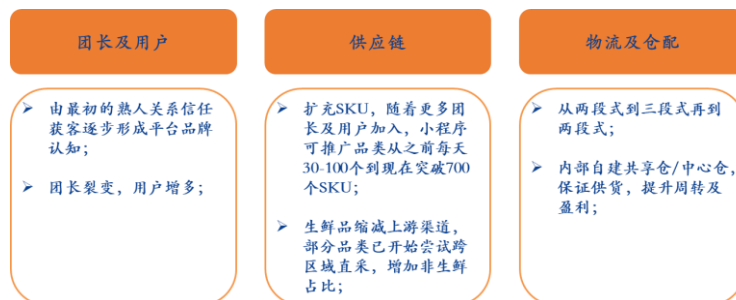 团长及用户
由最初的熟人关系信任
获客逐步形成平台品牌
认知；
团长裂变，用户增多；
供应链
扩充SKU，随着更多团
长及用户加入，小程序
可推广品类从之前每天
30-100个到现在突破700
个SKU；
生鲜品缩减上游渠道，
部分品类已开始尝试跨
区域直采，增加非生鲜
占比；
物流及仓配
从两段式到三段式再到
两段式；
内部自建共享仓/中心仓，
保证供货，提升周转及
盈利；